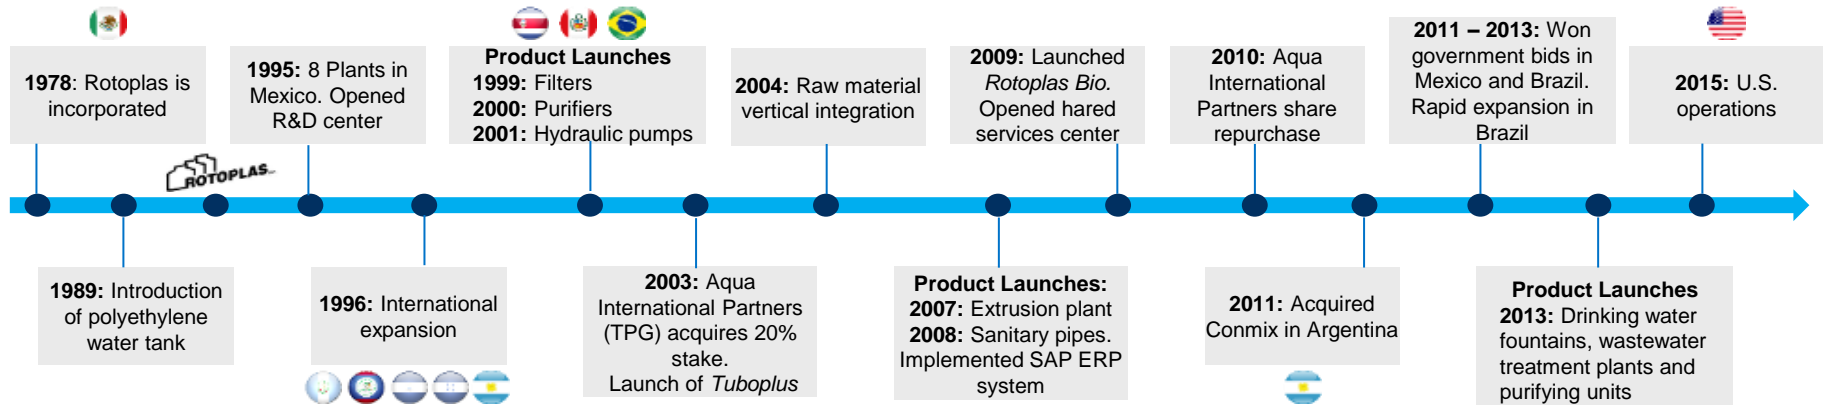 1978: Rotoplas is
incorporated
1995: 8 Plants in
Mexico. Opened
R&D center
Product Launches
1999: Filters
2000: Purifiers
2001: Hydraulic pumps
2004: Raw material
vertical integration
2009: Launched
Rotoplas Bio.
Opened hared
services center
2010: Aqua
International
Partners share
repurchase
2011 – 2013: Won
government bids in
Mexico and Brazil.
Rapid expansion in
Brazil
2015: U.S.
operations
ROTOPLAS
1989: Introduction
of polyethylene
water tank
1996: International
expansion
2003: Aqua
International Partners
(TPG) acquires 20%
stake.
Launch of Tuboplus
Product Launches:
2007: Extrusion plant
2008: Sanitary pipes.
Implemented SAP ERP
system
2011: Acquired
Conmix in Argentina
Product Launches
2013: Drinking water
fountains, wastewater
treatment plants and
purifying units